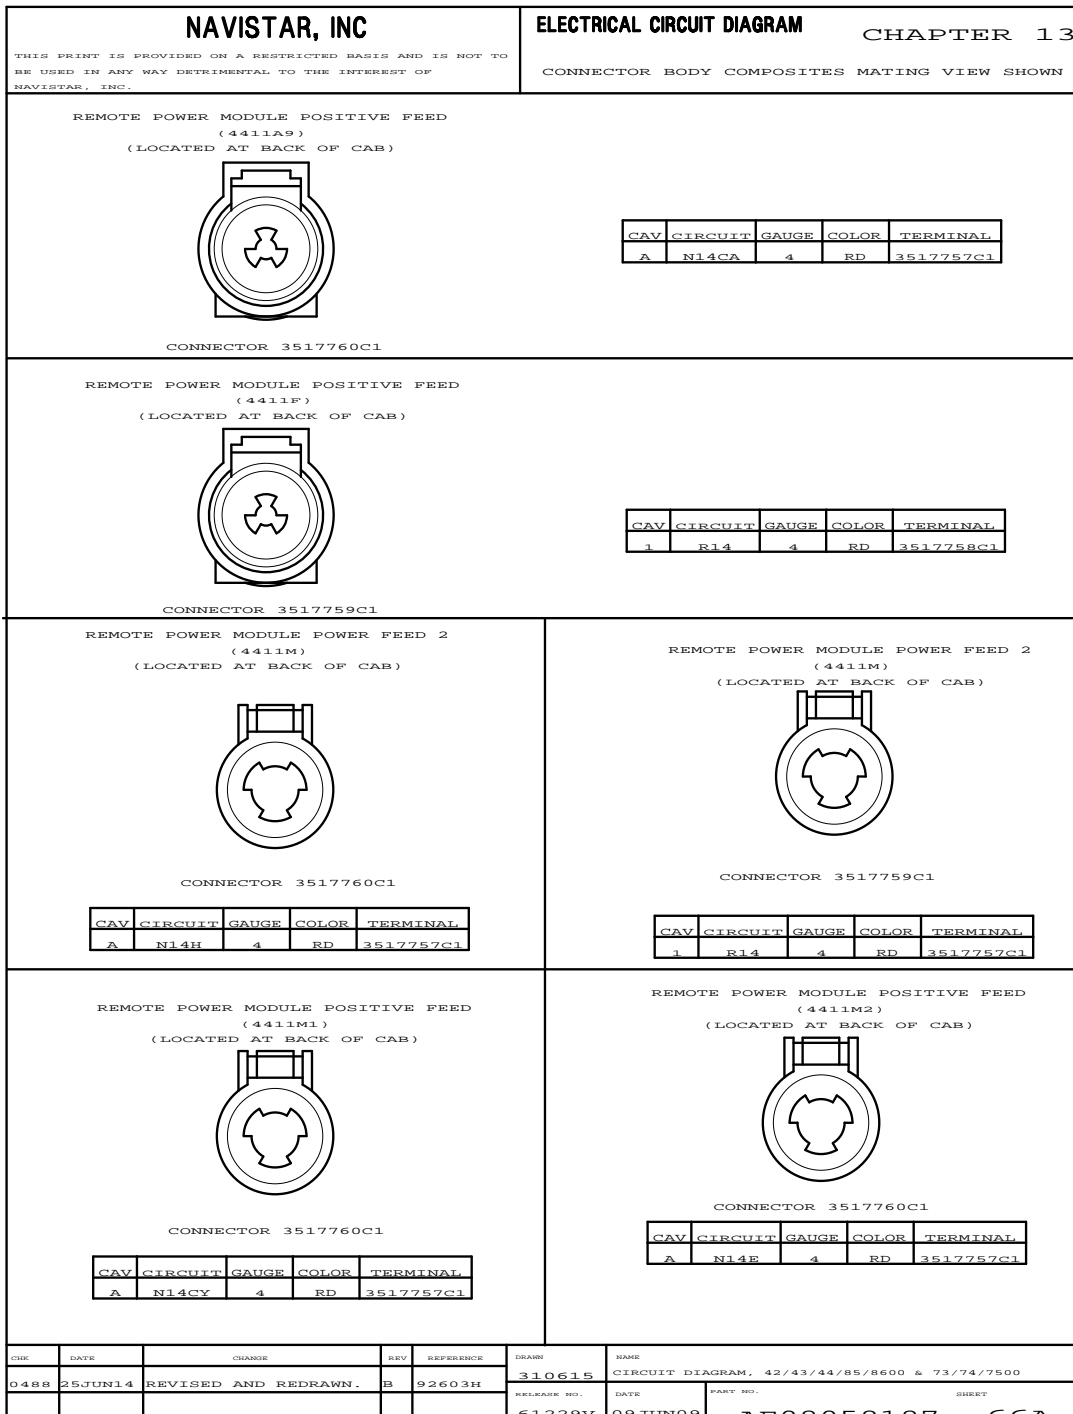 NAVISTAR, INC
THIS PRINT IS PROVIDED ON A RESTRICTED BASIS AND IS NOT TO
BE USED IN ANY WAY DETRIMENTAL TO THE INTEREST OF
NAVISTAR, INC.
ELECTRICAL CIRCUIT DIAGRAM
CHAPTER 13
CONNECTOR BODY COMPOSITES MATING VIEW SHOWN
REMOTE POWER MODULE POSITIVE FEED
(4411A9)
(LOCATED AT BACK OF CAB)
CAV CIRCUIT GAUGE COLOR TERMINAL
A N14CA 4 RD 3517757C1
CONNECTOR 3517760C1
REMOTE POWER MODULE POSITIVE FEED
(4411F)
(LOCATED AT BACK OF CAB)
CAV CIRCUIT GAUGE COLOR TERMINAL
1 R14 4 RD 3517758C1
CONNECTOR 3517759C1
REMOTE POWER MODULE POWER FEED 2
(4411M)
(LOCATED AT BACK OF CAB)
CONNECTOR 3517760C1
CAV CIRCUIT GAUGE COLOR TERMINAL
A N14H 4 RD 3517757C1
REMOTE POWER MODULE POWER FEED 2
(4411M)
(LOCATED AT BACK OF CAB)
CONNECTOR 3517759C1
CAV CIRCUIT GAUGE COLOR TERMINAL
1 R14 4 RD 3517757C1
REMOTE POWER MODULE POSITIVE FEED
(4411M1)
(LOCATED AT BACK OF CAB)
CONNECTOR 3517760C1
CAV CIRCUIT GAUGE COLOR TERMINAL
A N14CY 4 RD 3517757C1
REMOTE POWER MODULE POSITIVE FEED
(4411M2)
(LOCATED AT BACK OF CAB)
CONNECTOR 3517760C1
CAV CIRCUIT GAUGE COLOR TERMINAL
A N14E 4 RD 3517757C1
CHK DATE CHANGE REV REFERENCE
0488 25JUN14 REVISED AND REDRAWN. B 92603H
DRAWN
310615
NAME
CIRCUIT DIAGRAM, 42/43/44/85/8600 & 73/74/7500
RELEASE NO.
DATE
09JUN09
PART NO.
SHEET